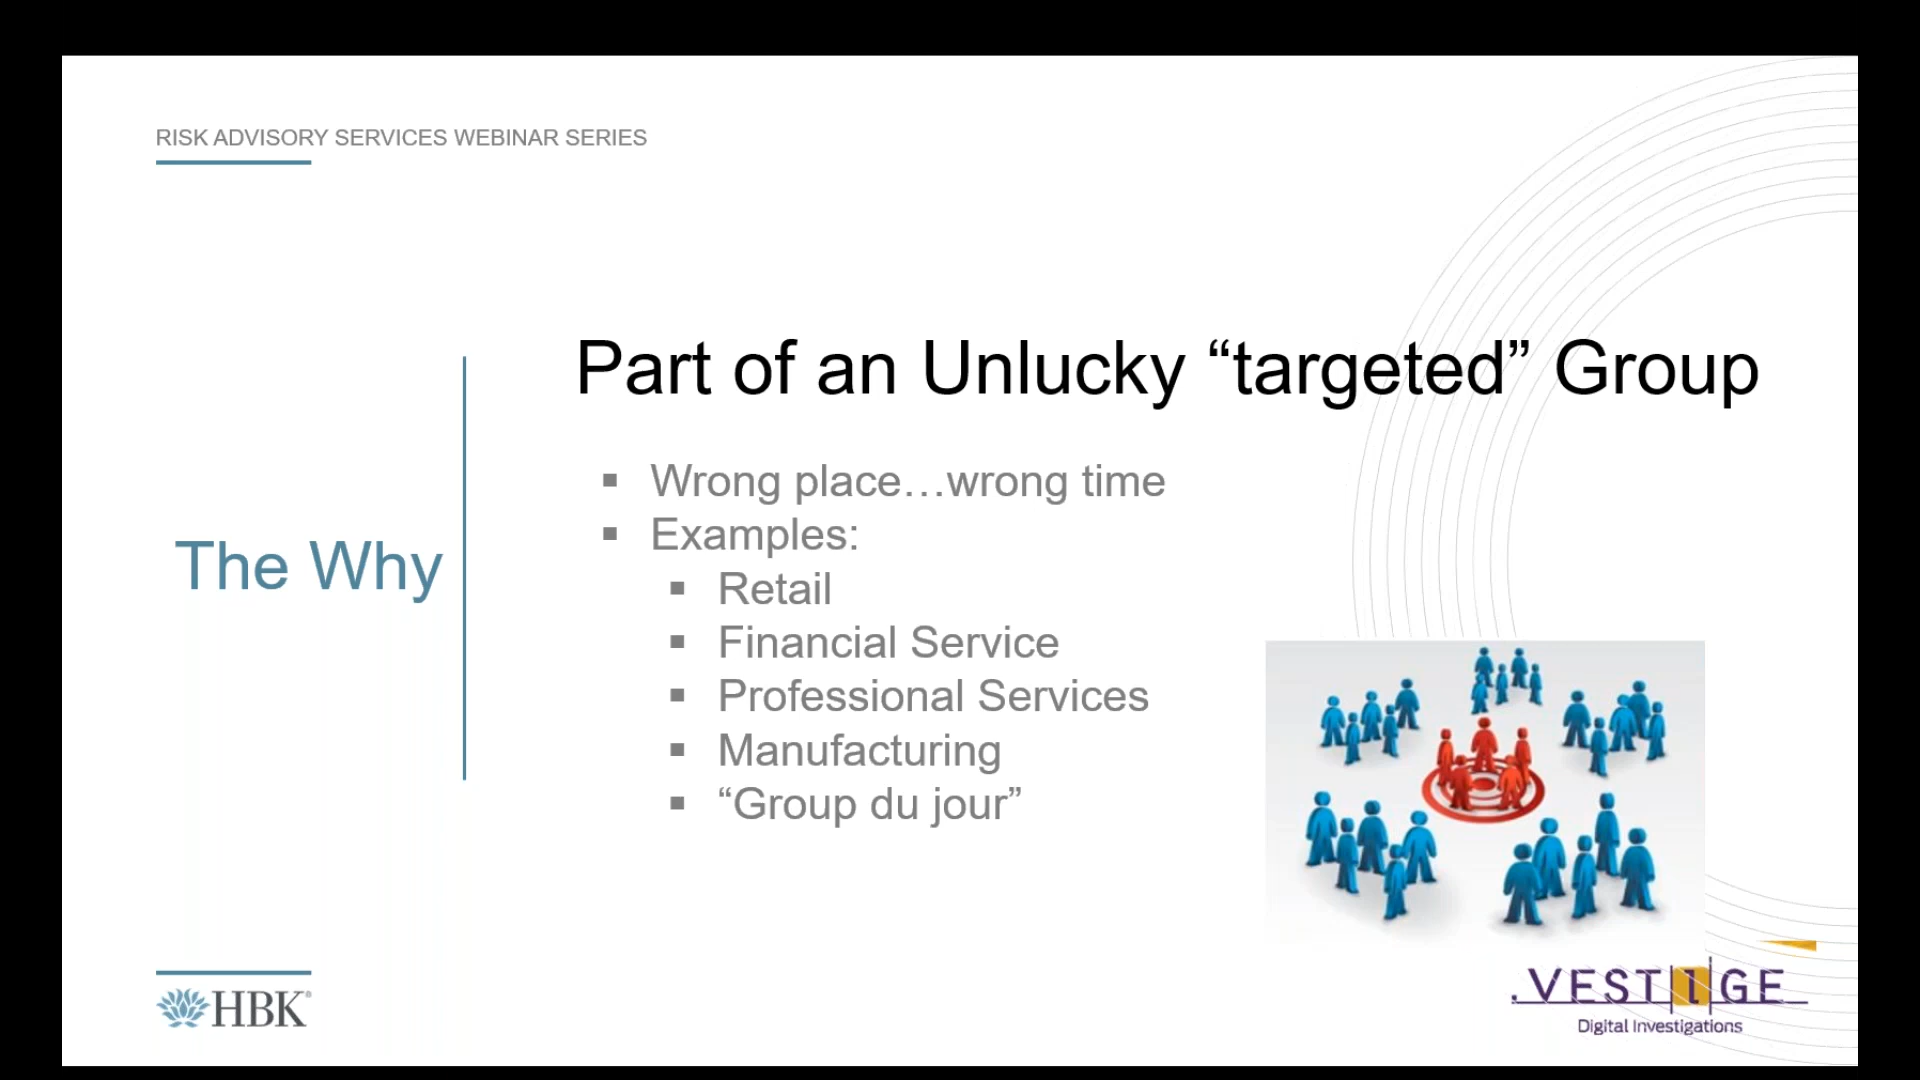 RISK ADVISORY SERVICES WEBINAR SERIES
The Why
Part of an Unlucky “targeted” Group
▪ Wrong place…wrong time
▪ Examples:
▪ Retail
▪ Financial Service
▪ Professional Services
▪ Manufacturing
▪ “Group du jour”
HBK®
VESTIGE
Digital Investigations